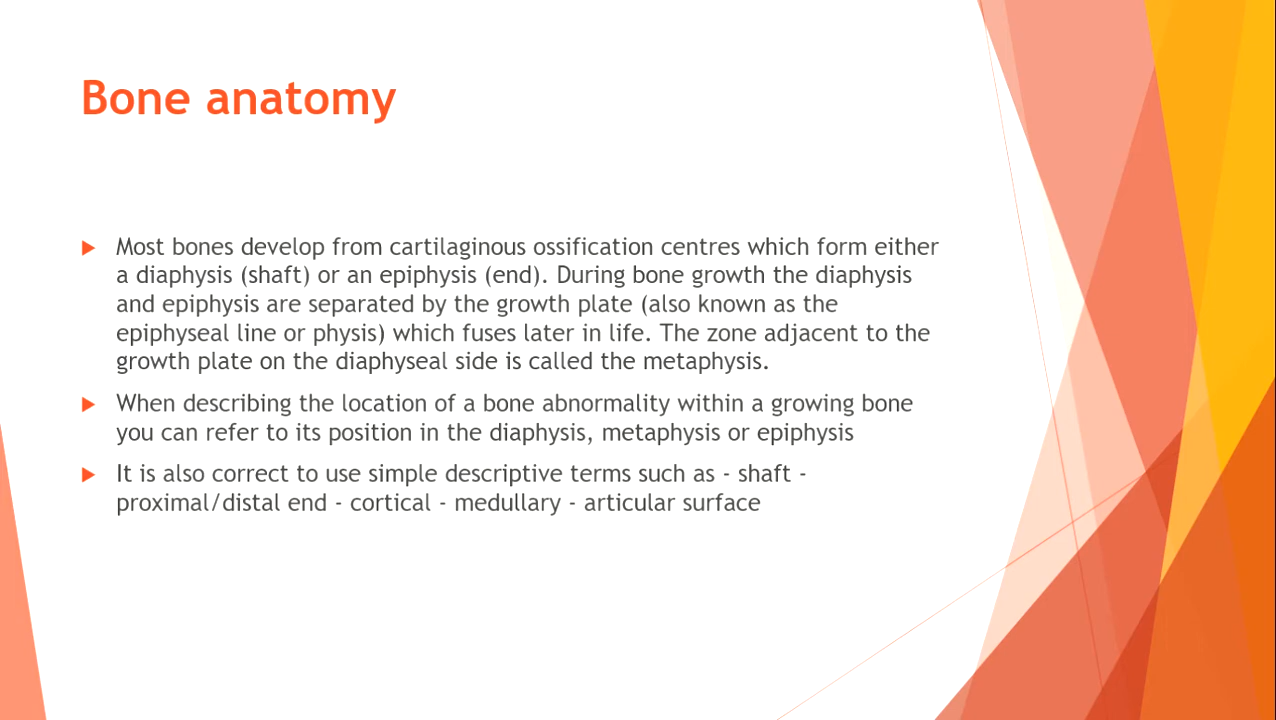 Bone anatomy
Most bones develop from cartilaginous ossification centres which form either
a diaphysis (shaft) or an epiphysis (end). During bone growth the diaphysis
and epiphysis are separated by the growth plate (also known as the
epiphyseal line or physis) which fuses later in life. The zone adjacent to the
growth plate on the diaphyseal side is called the metaphysis.
When describing the location of a bone abnormality within a growing bone
you can refer to its position in the diaphysis, metaphysis or epiphysis
It is also correct to use simple descriptive terms such as - shaft -
proximal/distal end - cortical - medullary - articular surface